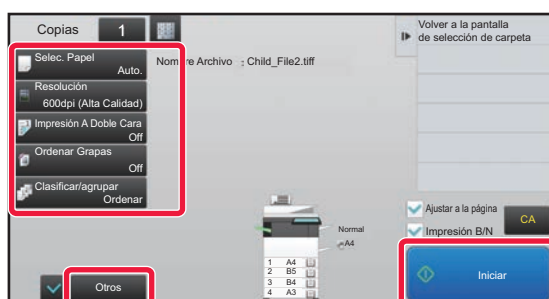 Copias
1
Volver a la pantalla
de selección de carpeta
Selec. Papel
Auto.
Nombre Archivo : Child_File2.tiff
Resolución
600dpi (Alta Calidad)
Impresión A Doble Cara
Off
Ordenar Grapas
Off
Clasificar/agrupar
Ordenar
Normal
A4
1 A4
2 B5
3 B4
4 A3
Ajustar a la página
Impresión B/N
CA
Otros
Iniciar